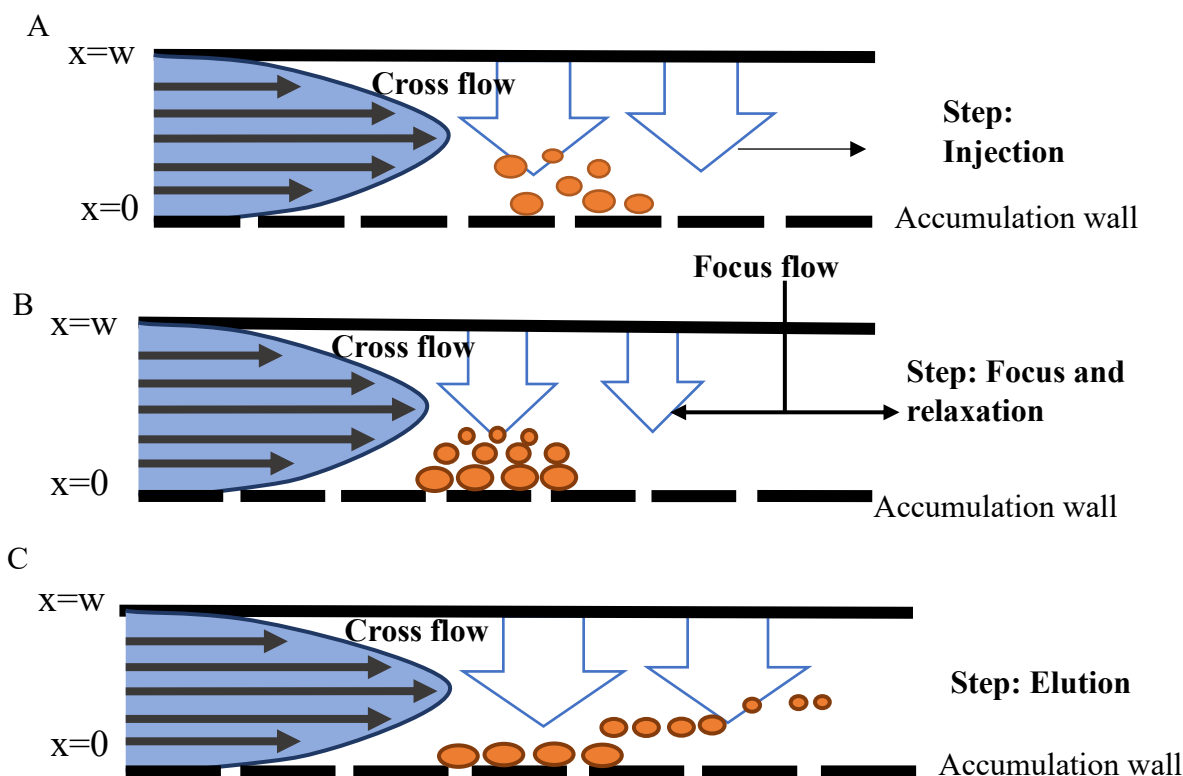 A
x=w
Cross flow
Step:
Injection
x=0
Accumulation wall
Focus flow
B
x=w
Cross flow
Step: Focus and
relaxation
x=0
Accumulation wall
C
x=w
Cross flow
Step: Elution
x=0
Accumulation wall